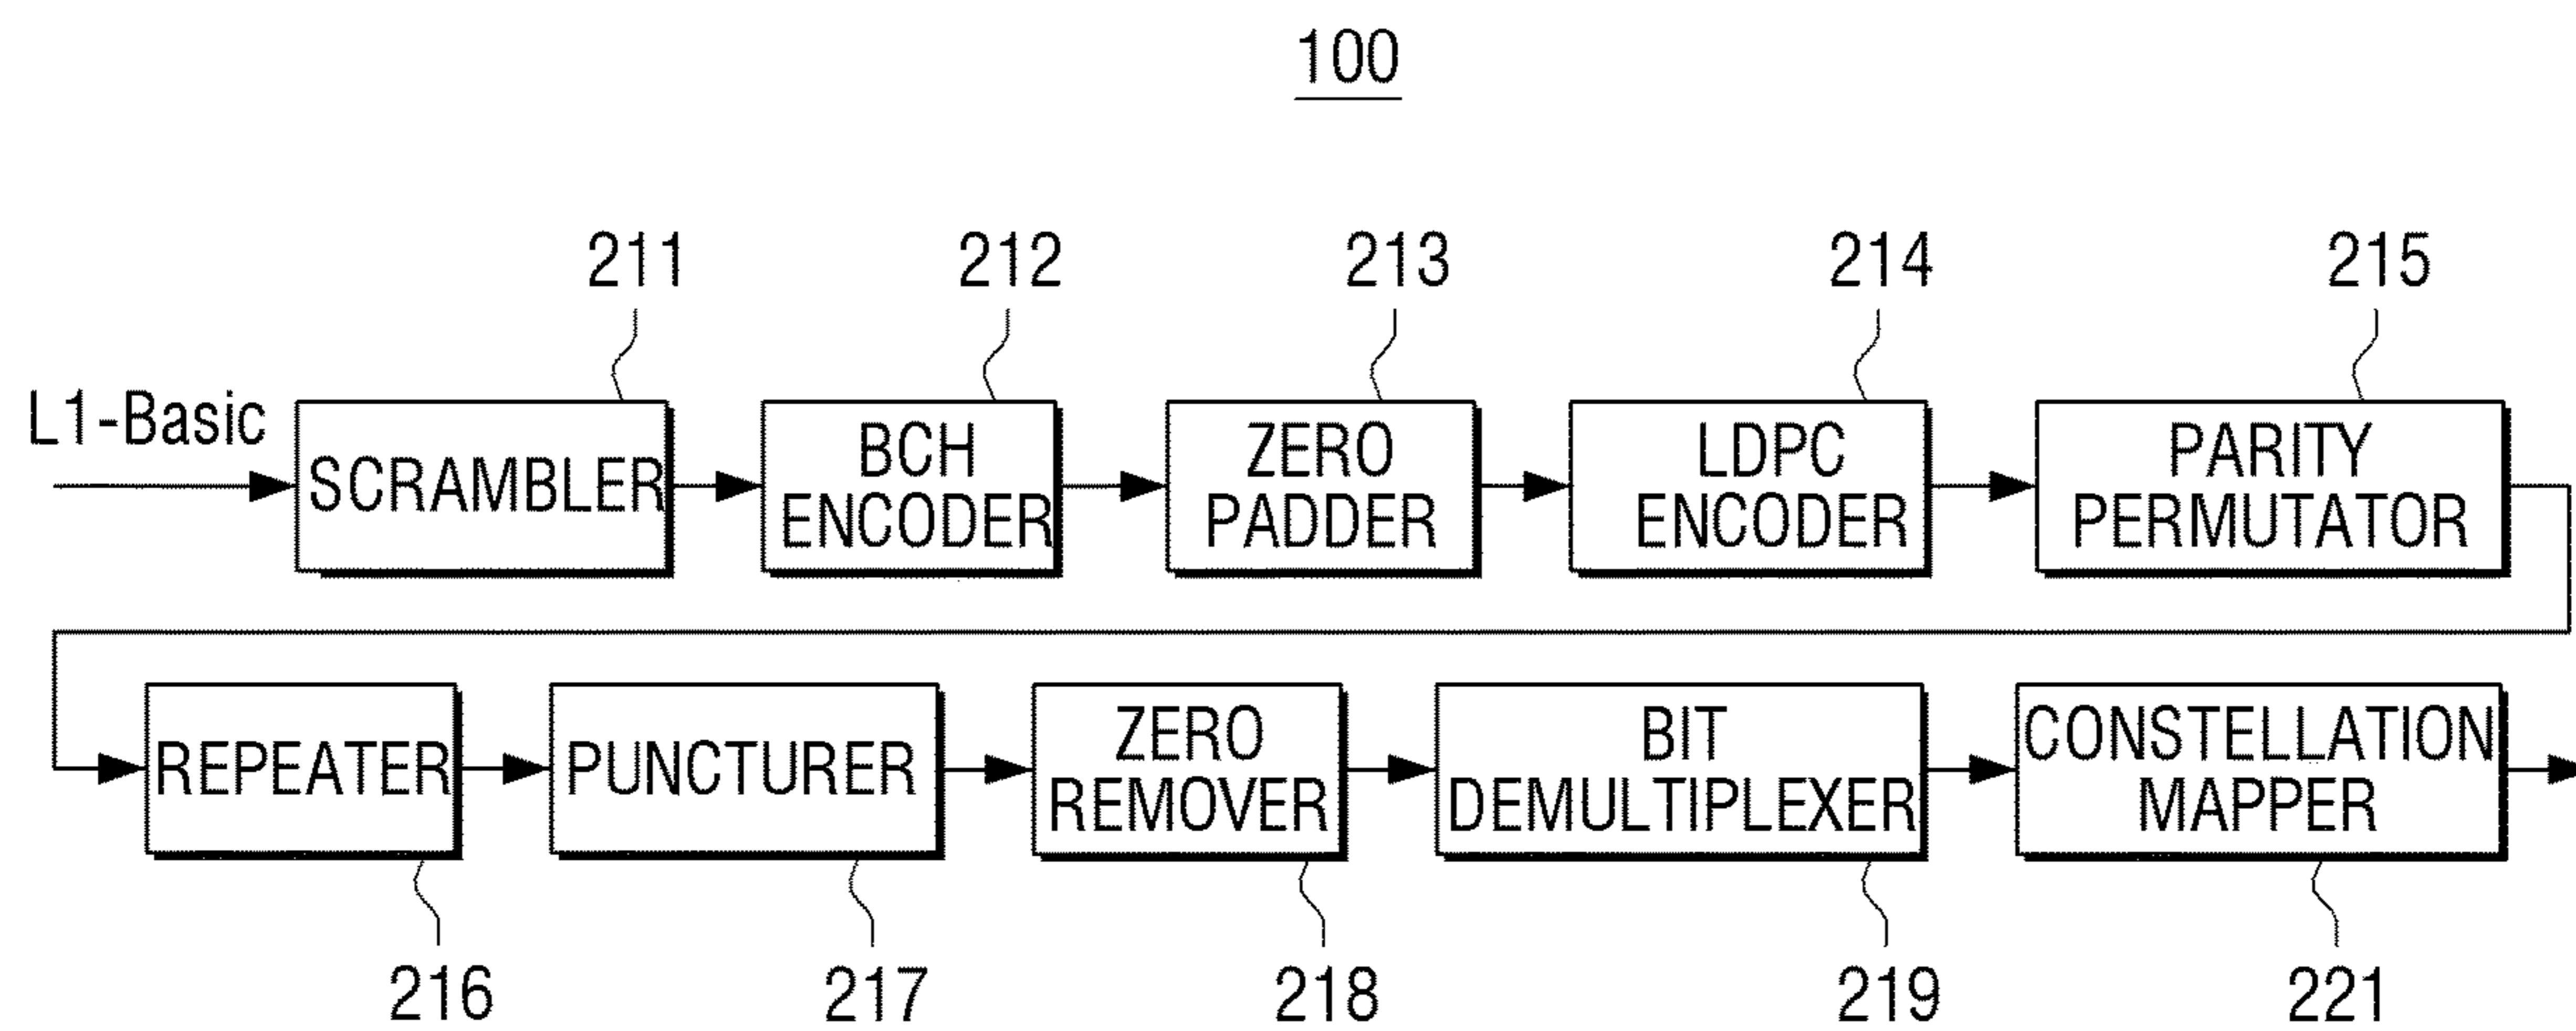 100
211
212
213
214
215
L1-Basic
SCRAMBLER
BCH
ENCODER
ZERO
PADDER
LDPC
ENCODER
PARITY
PERMUTATOR
REPEATER
PUNCTURER
ZERO
REMOVER
BIT
DEMULTIPLEXER
CONSTELLATION
MAPPER
216
217
218
219
221